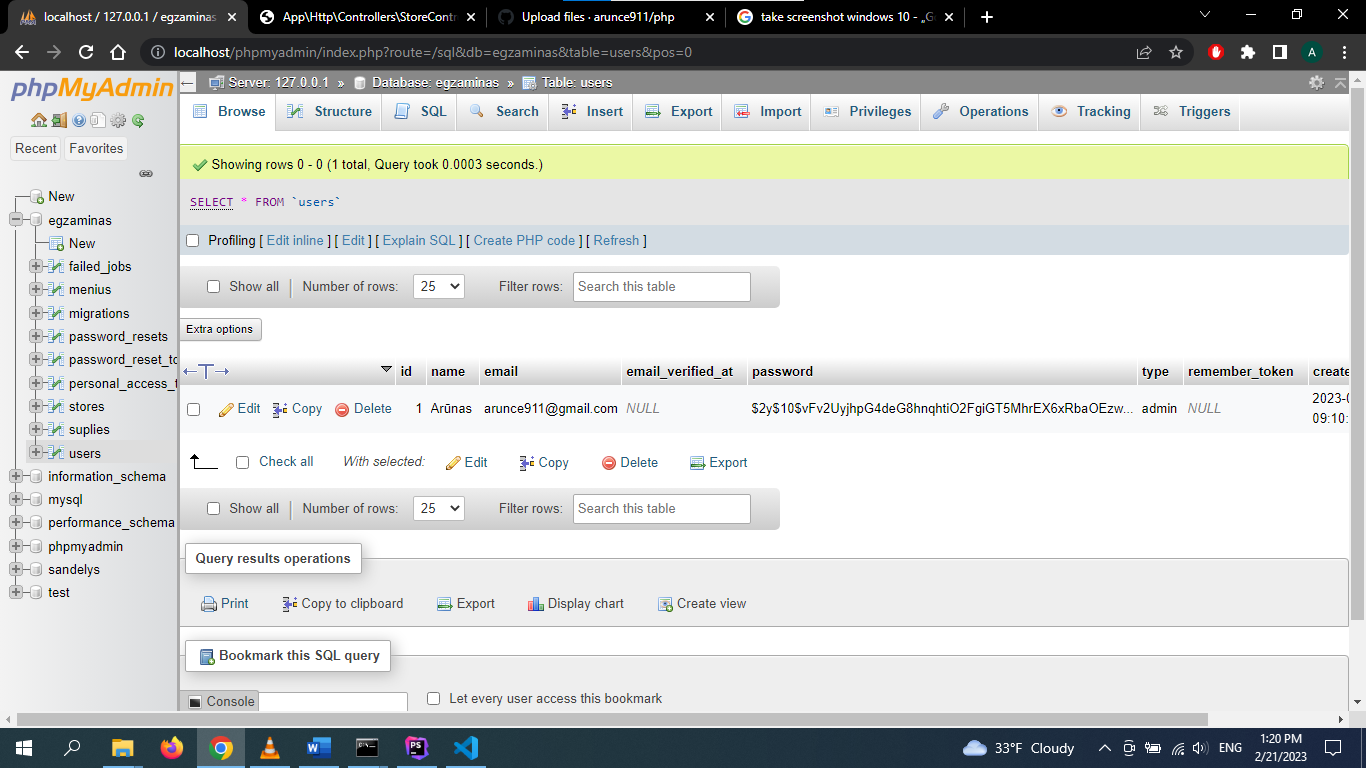 localhost / 127.0.0.1 / egzaminas
App\Http\Controllers\StoreContr
Upload files · arunce911/php
take screenshot windows 10 - „Go
localhost/phpmyadmin/index.php?route=/sql&db=egzaminas&table=users&pos=0
A
phpMyAdmin
Recent Favorites
New
egzaminas
New
failed_jobs
menius
migrations
password_resets
password_reset_to
personal_access_t
stores
suplies
users
information_schema
mysql
performance_schema
phpmyadmin
sandelys
test
Server: 127.0.0.1 » Database: egzaminas » Table: users
Browse Structure SQL Search Insert Export Import Privileges Operations Tracking Triggers
Showing rows 0 - 0 (1 total, Query took 0.0003 seconds.)
SELECT * FROM `users`
Profiling [ Edit inline ] [ Edit ] [ Explain SQL ] [ Create PHP code ] [ Refresh ]
Show all Number of rows: 25 Filter rows: Search this table
Extra options
id name email email_verified_at password type remember_token create
Edit Copy Delete 1 Arūnas arunce911@gmail.com NULL $2y$10$vFv2UyjhpG4deG8hnqhtiO2FgiGT5MhrEX6xRbaOEzw... admin NULL 2023-0
09:10:
Check all With selected: Edit Copy Delete Export
Show all Number of rows: 25 Filter rows: Search this table
Query results operations
Print Copy to clipboard Export Display chart Create view
Bookmark this SQL query
Console Let every user access this bookmark
33°F Cloudy ENG 1:20 PM
2/21/2023